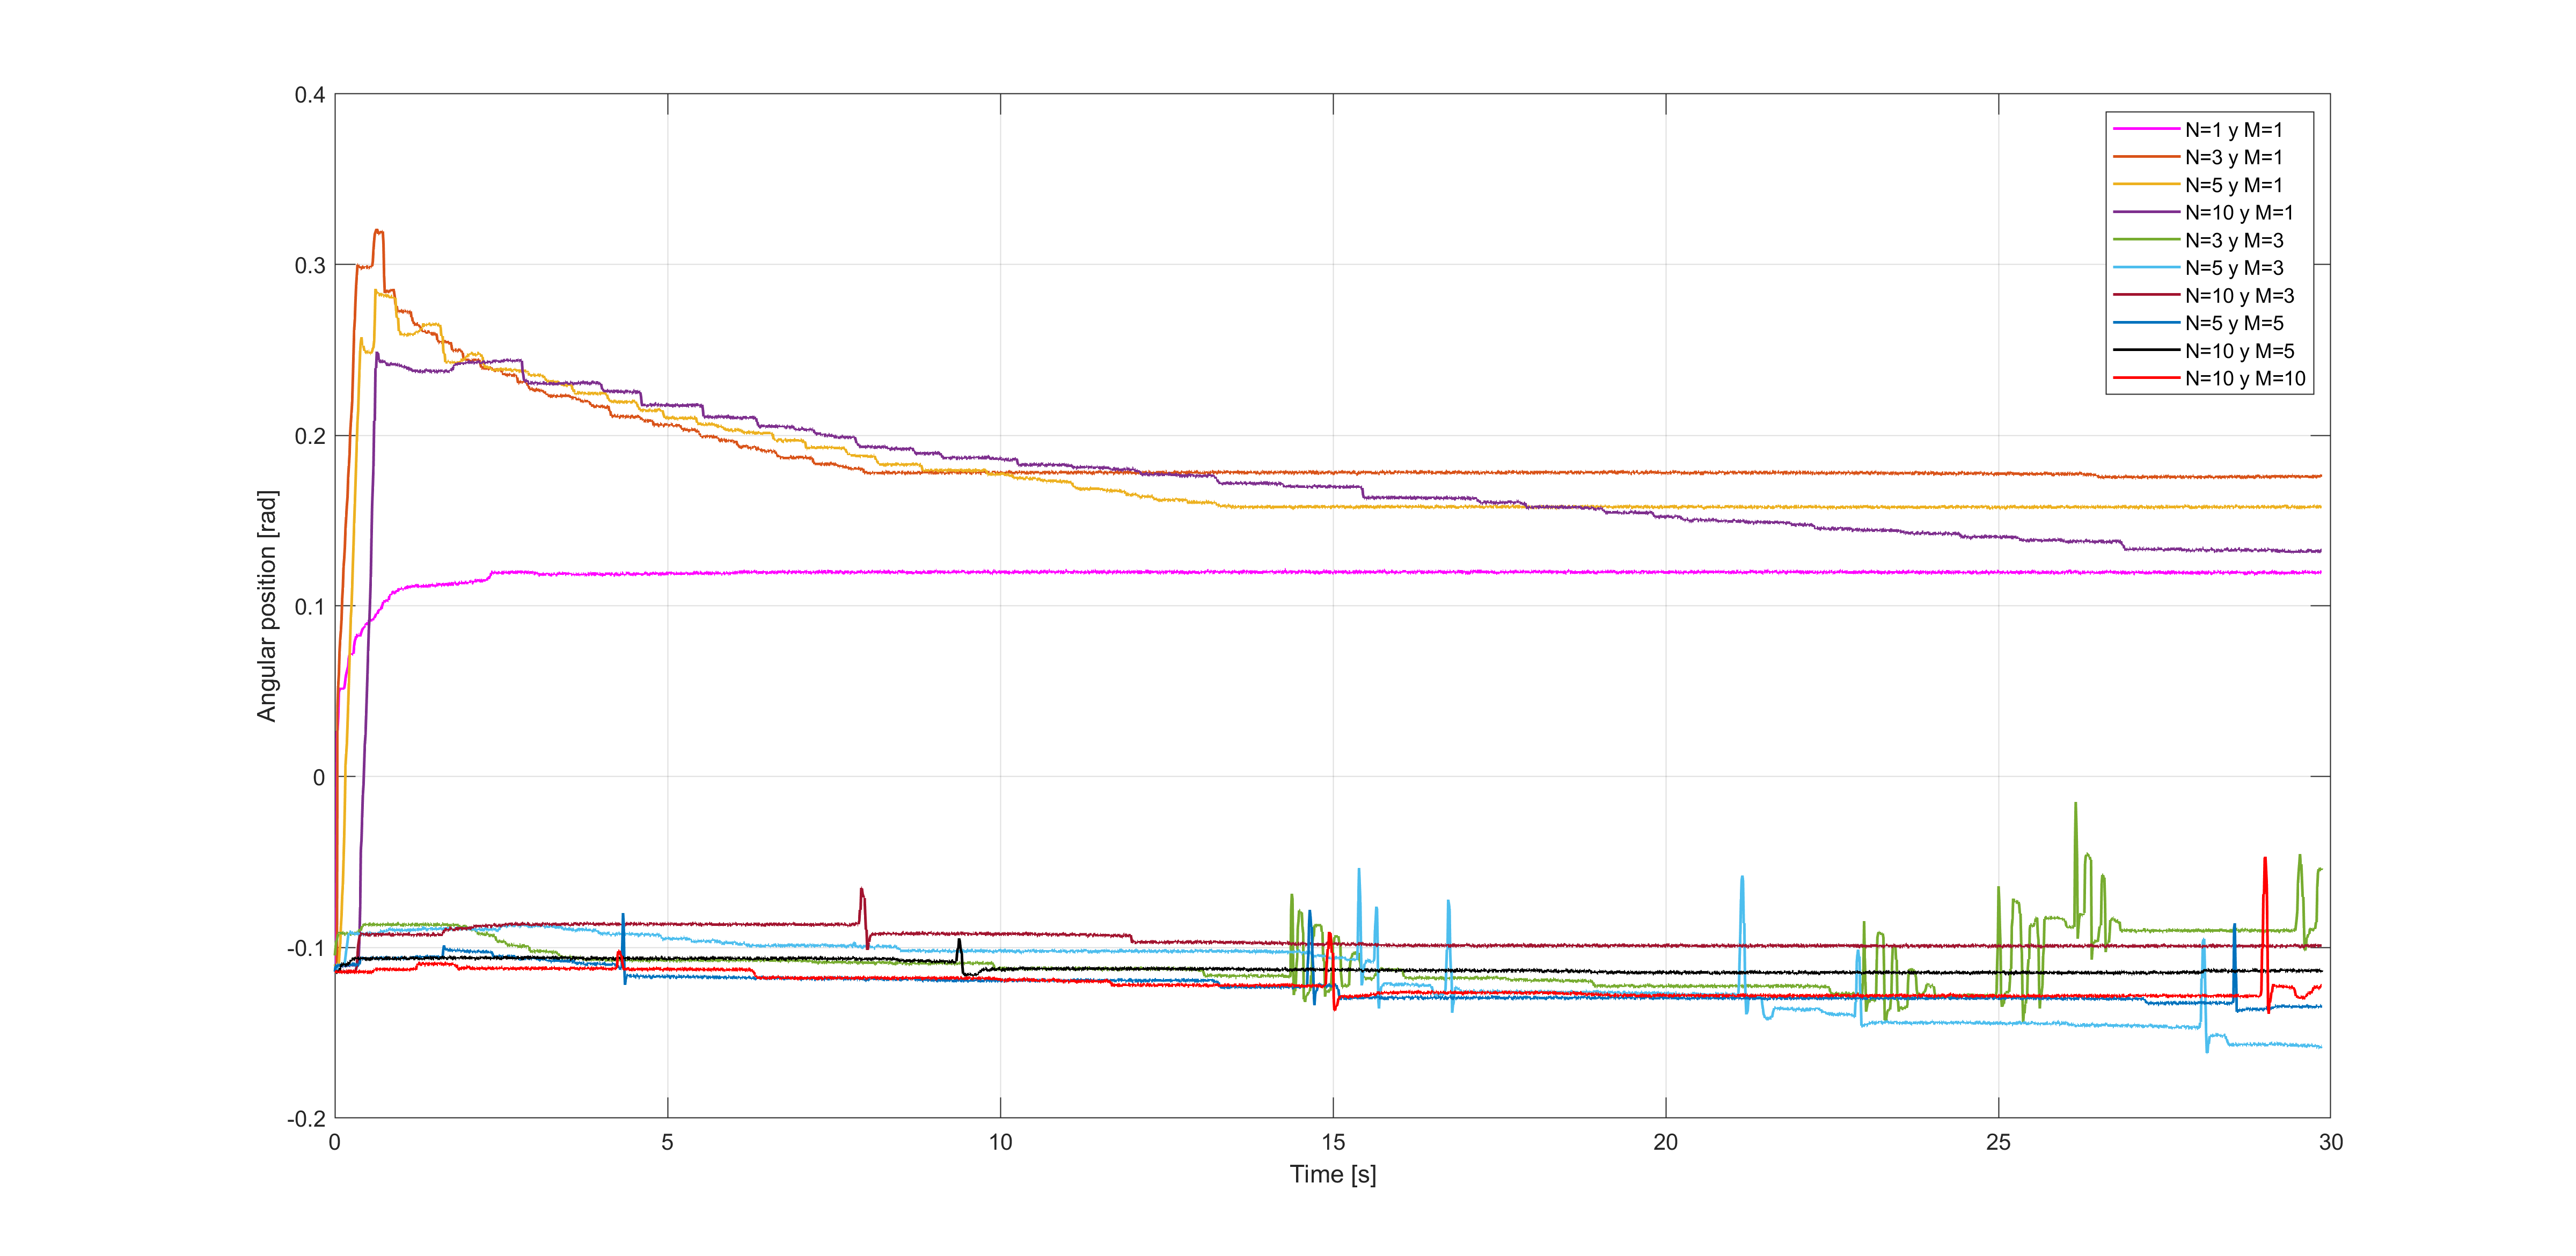 0.4
0.3
0.2
0.1
0
-0.1
-0.2
Angular position [rad]
0
5
10
15
20
25
30
Time [s]
N=1 y M=1
N=3 y M=1
N=5 y M=1
N=10 y M=1
N=3 y M=3
N=5 y M=3
N=10 y M=3
N=5 y M=5
N=10 y M=5
N=10 y M=10